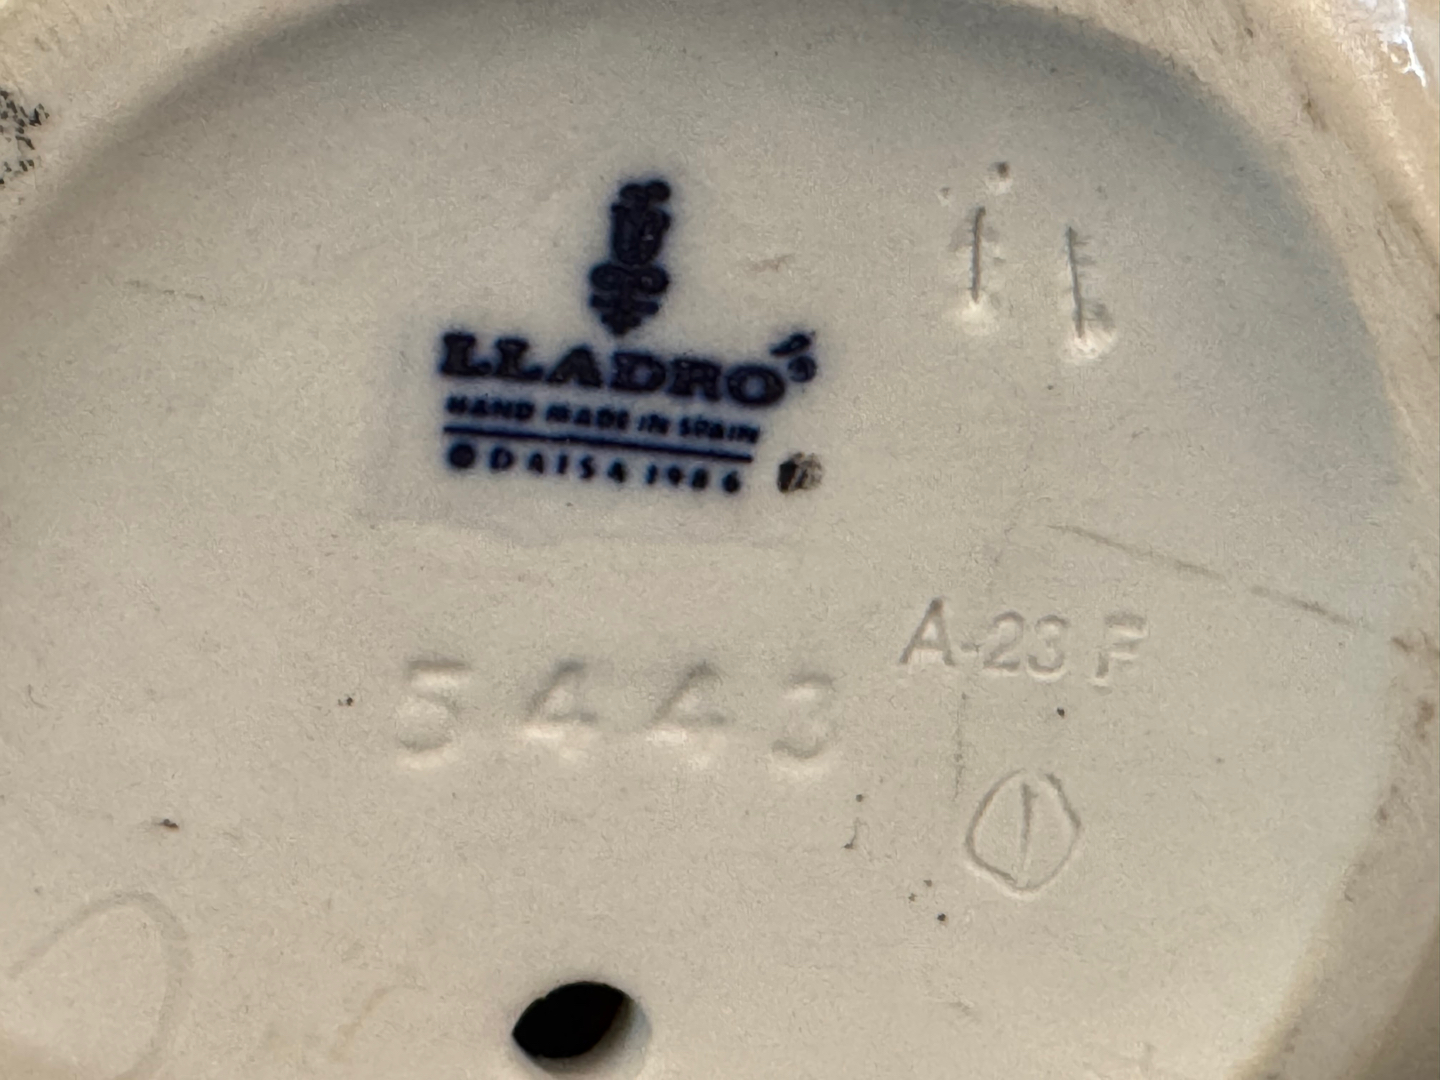 LLADRÓ
HAND MADE IN SPAIN
© DAISA 1986
5443
A-23 F